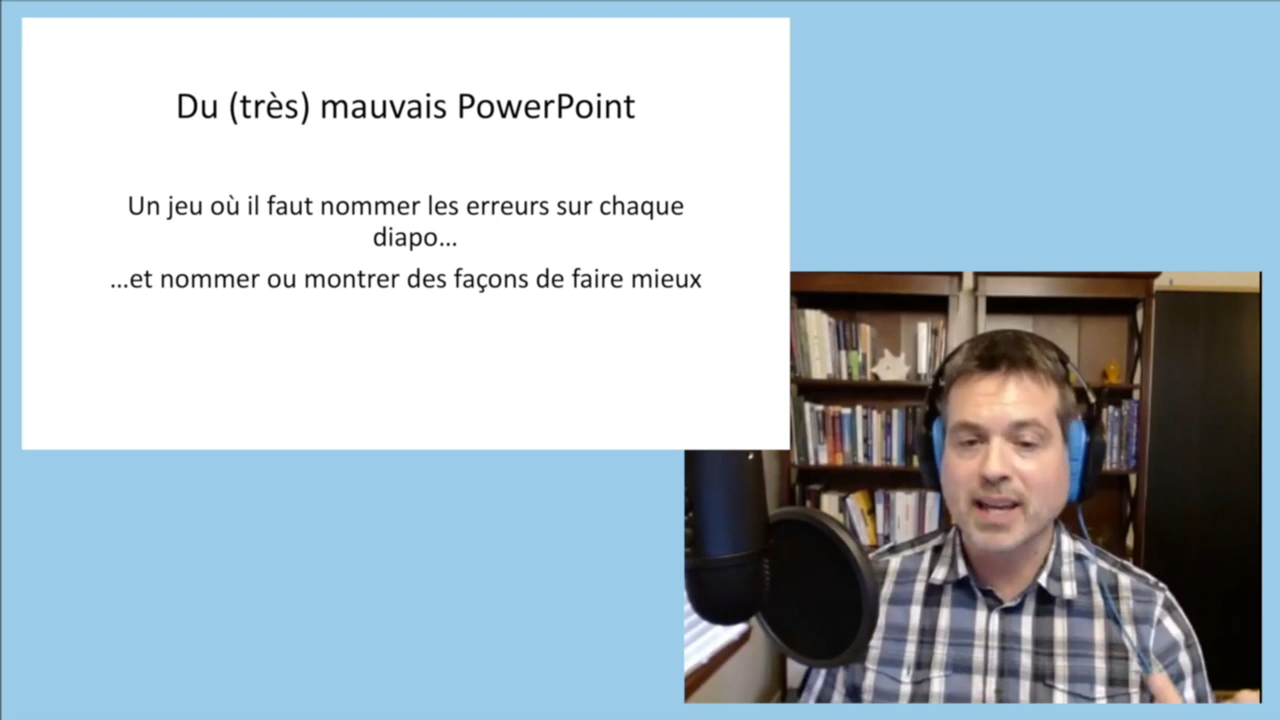 Du (très) mauvais PowerPoint
Un jeu où il faut nommer les erreurs sur chaque
diapo...
...et nommer ou montrer des façons de faire mieux